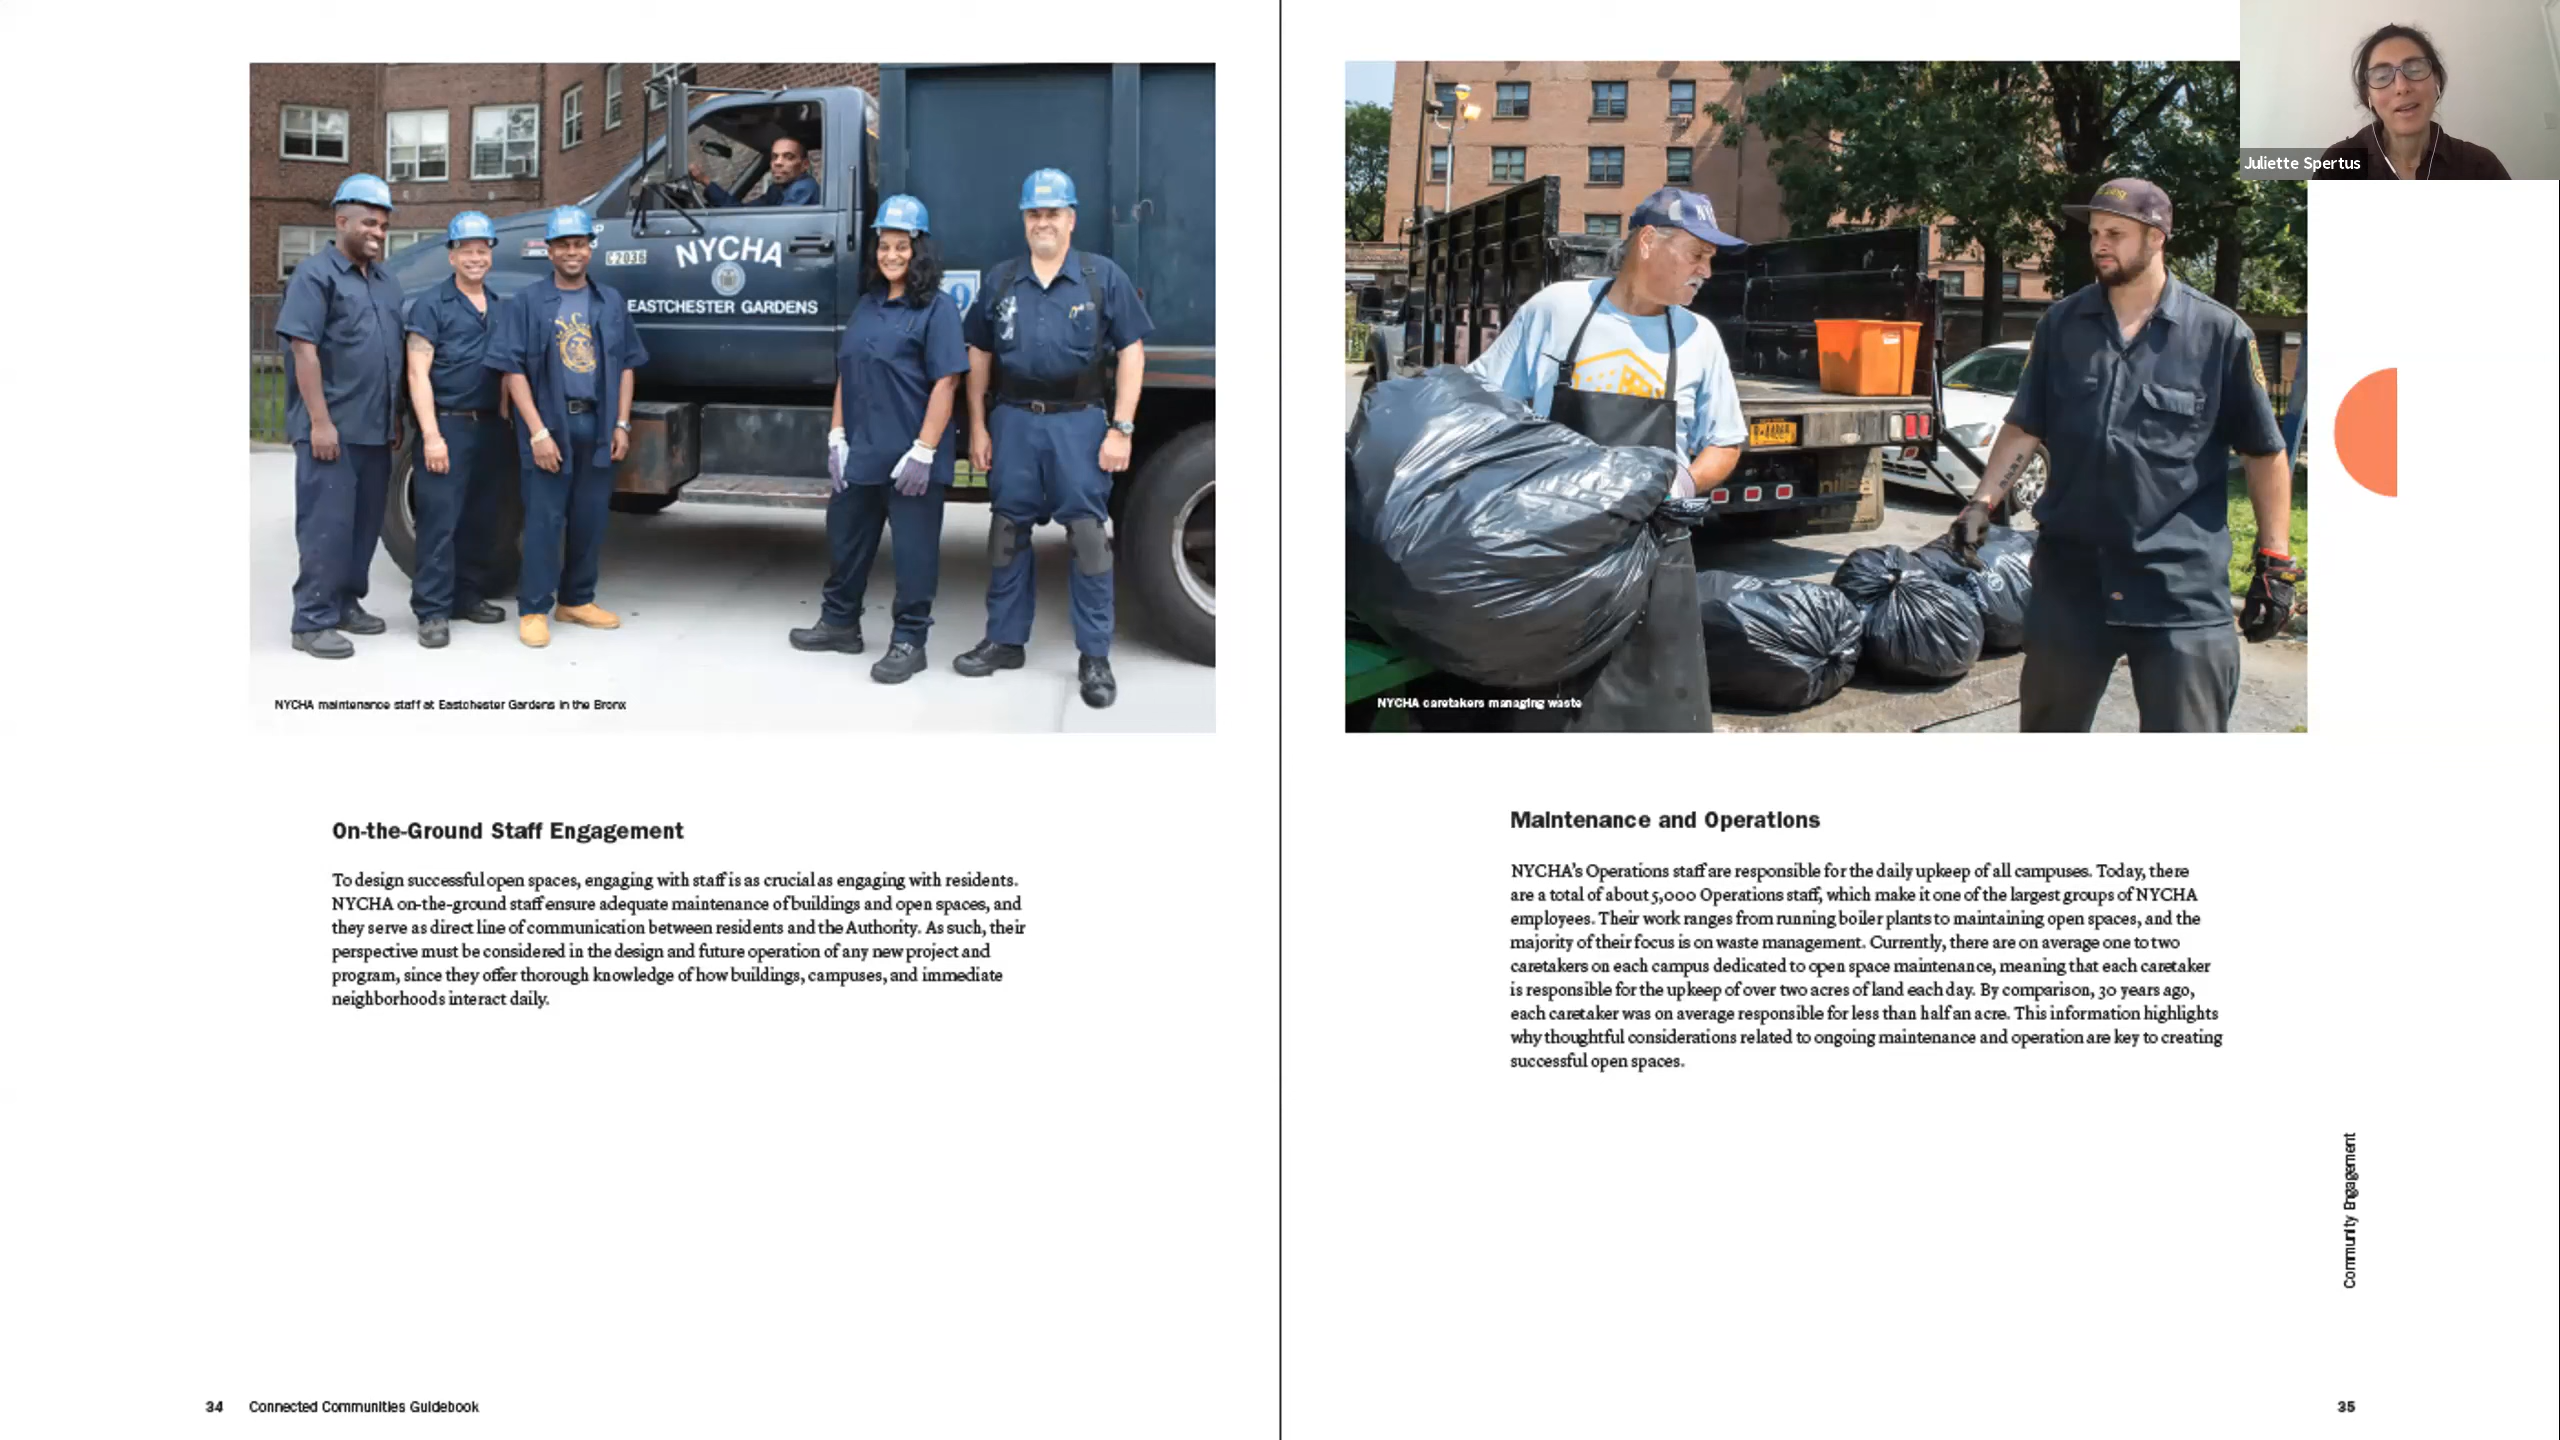 NYCHA
EASTCHESTER GARDENS
C2036
NYCHA maintenance staff at Eastchester Gardens in the Bronx
On-the-Ground Staff Engagement
To design successful open spaces, engaging with staff is as crucial as engaging with residents.
NYCHA on-the-ground staff ensure adequate maintenance of buildings and open spaces, and
they serve as direct line of communication between residents and the Authority. As such, their
perspective must be considered in the design and future operation of any new project and
program, since they offer thorough knowledge of how buildings, campuses, and immediate
neighborhoods interact daily.
34 Connected Communities Guidebook
Juliette Spertus
NYCHA caretakers managing waste
Maintenance and Operations
NYCHA's Operations staff are responsible for the daily upkeep of all campuses. Today, there
are a total of about 5,000 Operations staff, which make it one of the largest groups of NYCHA
employees. Their work ranges from running boiler plants to maintaining open spaces, and the
majority of their focus is on waste management. Currently, there are on average one to two
caretakers on each campus dedicated to open space maintenance, meaning that each caretaker
is responsible for the upkeep of over two acres of land each day. By comparison, 30 years ago,
each caretaker was on average responsible for less than half an acre. This information highlights
why thoughtful considerations related to ongoing maintenance and operation are key to creating
successful open spaces.
Community Engagement
35